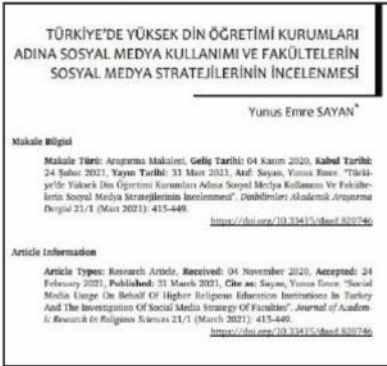 TÜRKİYE'DE YÜKSEK DİN ÖĞRETİMİ KURUMLARI
ADINA SOSYAL MEDYA KULLANIMI VE FAKÜLTELERİN
SOSYAL MEDYA STRATEJİLERİNİN İNCELENMESİ
Yunus Emre SAYAN*
Makale Bilgisi
Makale Türü: Araştırma Makalesi, Geliş Tarihi: 04 Kasım 2020, Kabul Tarihi:
24 Şubat 2021, Yayın Tarihi: 31 Mart 2021, Atıf: Sayan, Yunus Emre. "Türki-
ye'de Yüksek Din Öğretimi Kurumları Adına Sosyal Medya Kullanımı Ve Fakülte-
lerin Sosyal Medya Stratejilerinin İncelenmesi". Dinbilimleri Akademik Araştırma
Dergisi 21/1 (Mart 2021): 415-449.
https://doi.org/10.33415/daad.820746
Article Information
Article Types: Research Article, Received: 04 November 2020, Accepted: 24
February 2021, Published: 31 March 2021, Cite as: Sayan, Yunus Emre. "Social
Media Usage On Behalf Of Higher Religious Education Institutions In Turkey
And The Investigation Of Social Media Strategy Of Faculties". Journal of Academ-
ic Research in Religious Sciences 21/1 (March 2021): 415-449.
https://doi.org/10.33415/daad.820746